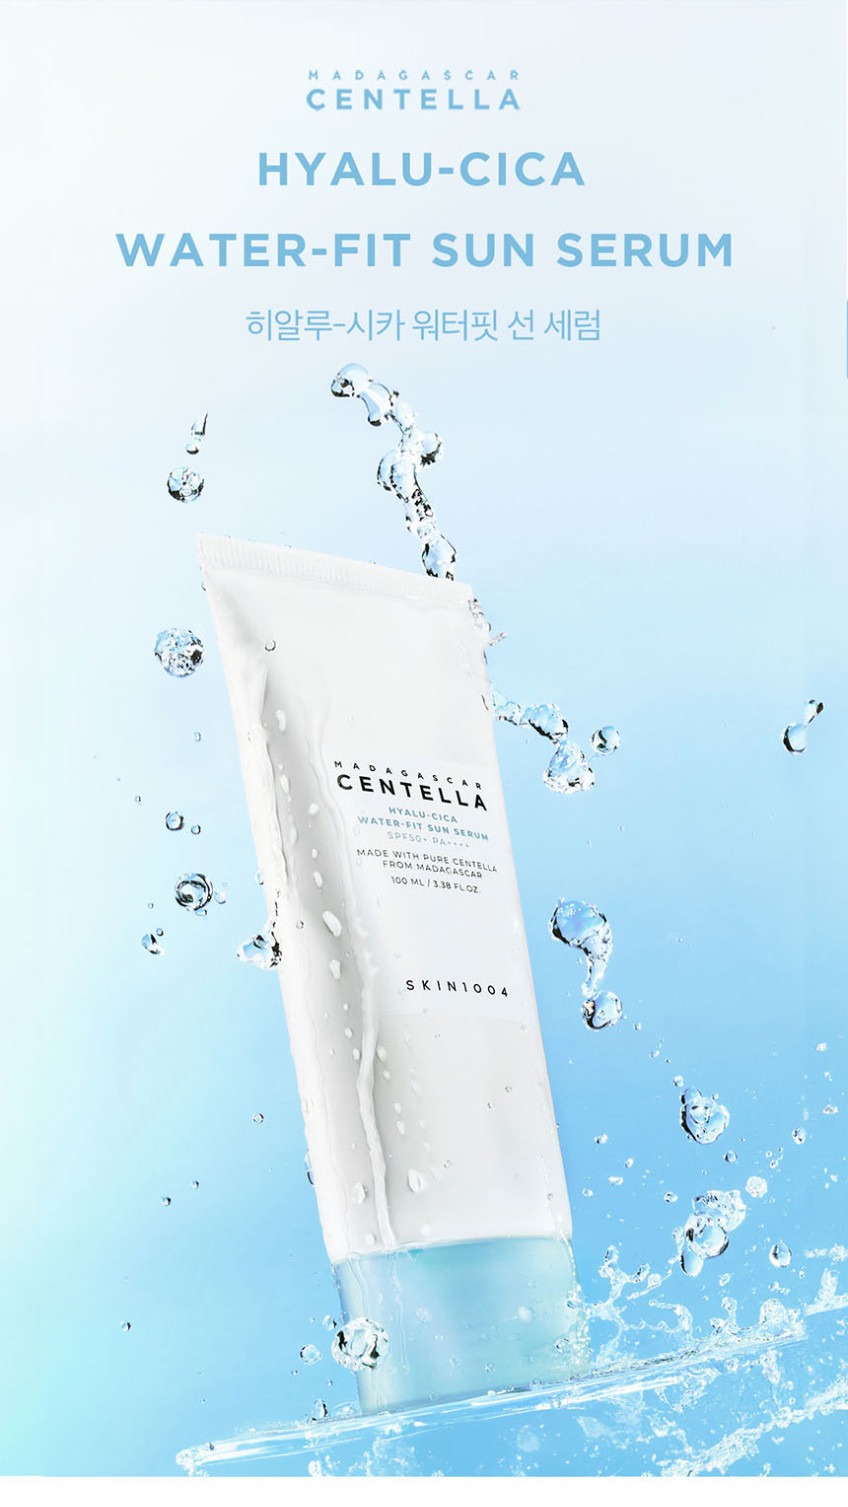 MADAGASCAR
CENTELLA
HYALU-CICA
WATER-FIT SUN SERUM
히알루-시카 워터핏 선 세럼
MADAGASCAR
CENTELLA
HYALU-CICA
WATER-FIT SUN SERUM
SPF50+ PA++++
MADE WITH PURE CENTELLA
FROM MADAGASCAR
100 ML / 3.38 FL.OZ.
SKIN1004